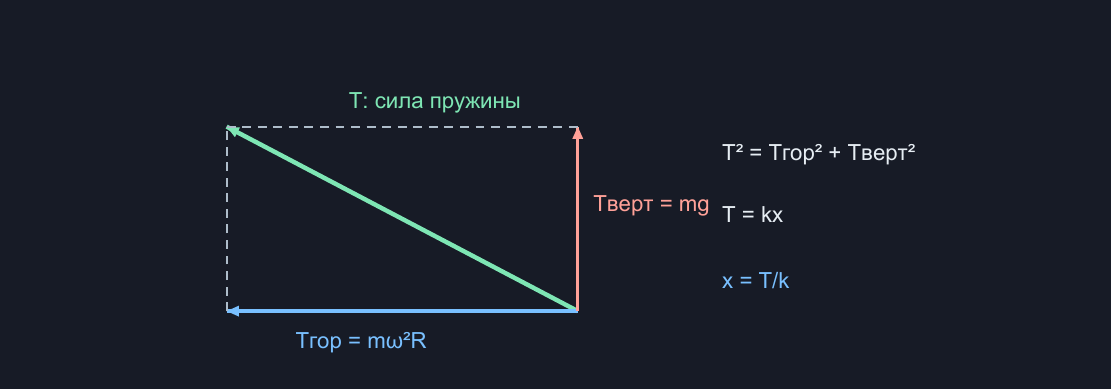 T: сила пружины
T² = Tгор² + Tверт²
Tверт = mg
T = kx
x = T/k
Tгор = mω²R